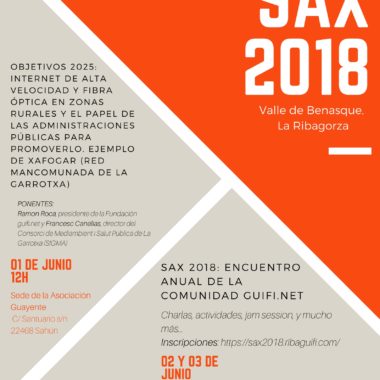 SAX
2018
Valle de Benasque,
La Ribagorza
OBJETIVOS 2025:
INTERNET DE ALTA
VELOCIDAD Y FIBRA
ÓPTICA EN ZONAS
RURALES Y EL PAPEL DE
LAS ADMINISTRACIONES
PÚBLICAS PARA
PROMOVERLO. EJEMPLO
DE XAFOGAR (RED
MANCOMUNADA DE LA
GARROTXA)
PONENTES:
Ramon Roca: presidente de la Fundación
guifi.net y Francesc Canalias, director del
Consorci de Mediambient i Salut Pública de La
Garrotxa (SIGMA)
01 DE JUNIO
12H
Sede de la Asociación
Guayente
C/ Santuario s/n
22468 Sahún
SAX 2018: ENCUENTRO
ANUAL DE LA
COMUNIDAD GUIFI.NET
Charlas, actividades, jam session, y mucho
más...
Inscripciones: https://sax2018.ribaguifi.com/
02 Y 03 DE
JUNIO